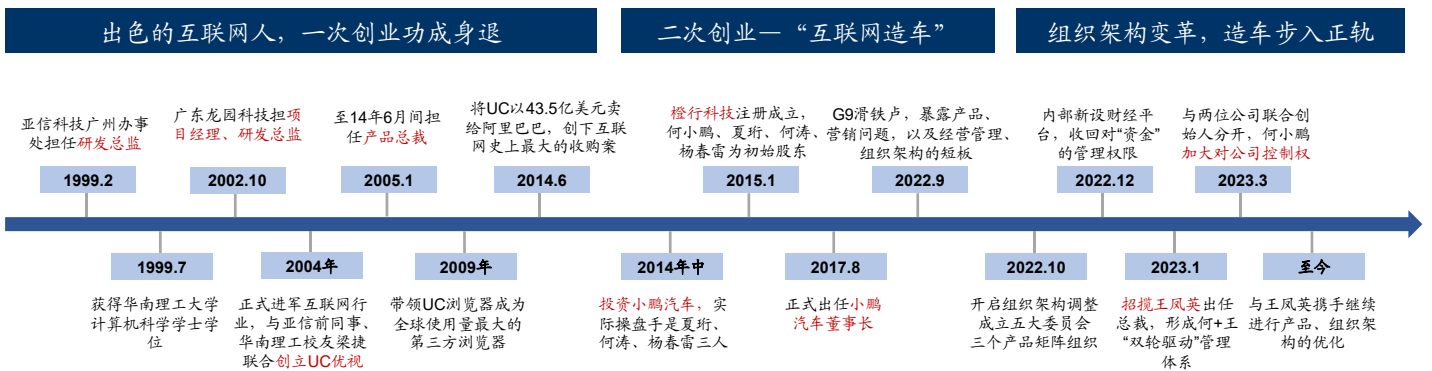 出色的互联网人，一次创业功成身退
二次创业—“互联网造车”
组织架构变革，造车步入正轨
亚信科技广州办事
处担任研发总监
1999.2
广东龙园科技担项
目经理、研发总监
2002.10
至14年6月间担
任产品总裁
2005.1
将UC以43.5亿美元卖
给阿里巴巴，创下互联
网史上最大的收购案
2014.6
橙行科技注册成立，
何小鹏、夏珩、何涛、
杨春雷为初始股东
2015.1
G9滑铁卢，暴露产品、
营销问题，以及经营管理、
组织架构的短板
2022.9
内部新设财经平
台，收回对“资金”
的管理权限
2022.12
与两位公司联合创
始人分开，何小鹏
加大对公司控制权
2023.3
1999.7
获得华南理工大学
计算机科学学士学
位
2004年
正式进军互联网行
业，与亚信前同事、
华南理工校友梁捷
联合创立UC优视
2009年
带领UC浏览器成为
全球使用量最大的
第三方浏览器
2014年中
投资小鹏汽车，实
际操盘手是夏珩、
何涛、杨春雷三人
2017.8
正式出任小鹏
汽车董事长
2022.10
开启组织架构调整
成立五大委员会
三个产品矩阵组织
2023.1
招揽王凤英出任
总裁，形成何+王
“双轮驱动”管理
体系
至今
与王凤英携手继续
进行产品、组织架
构的优化